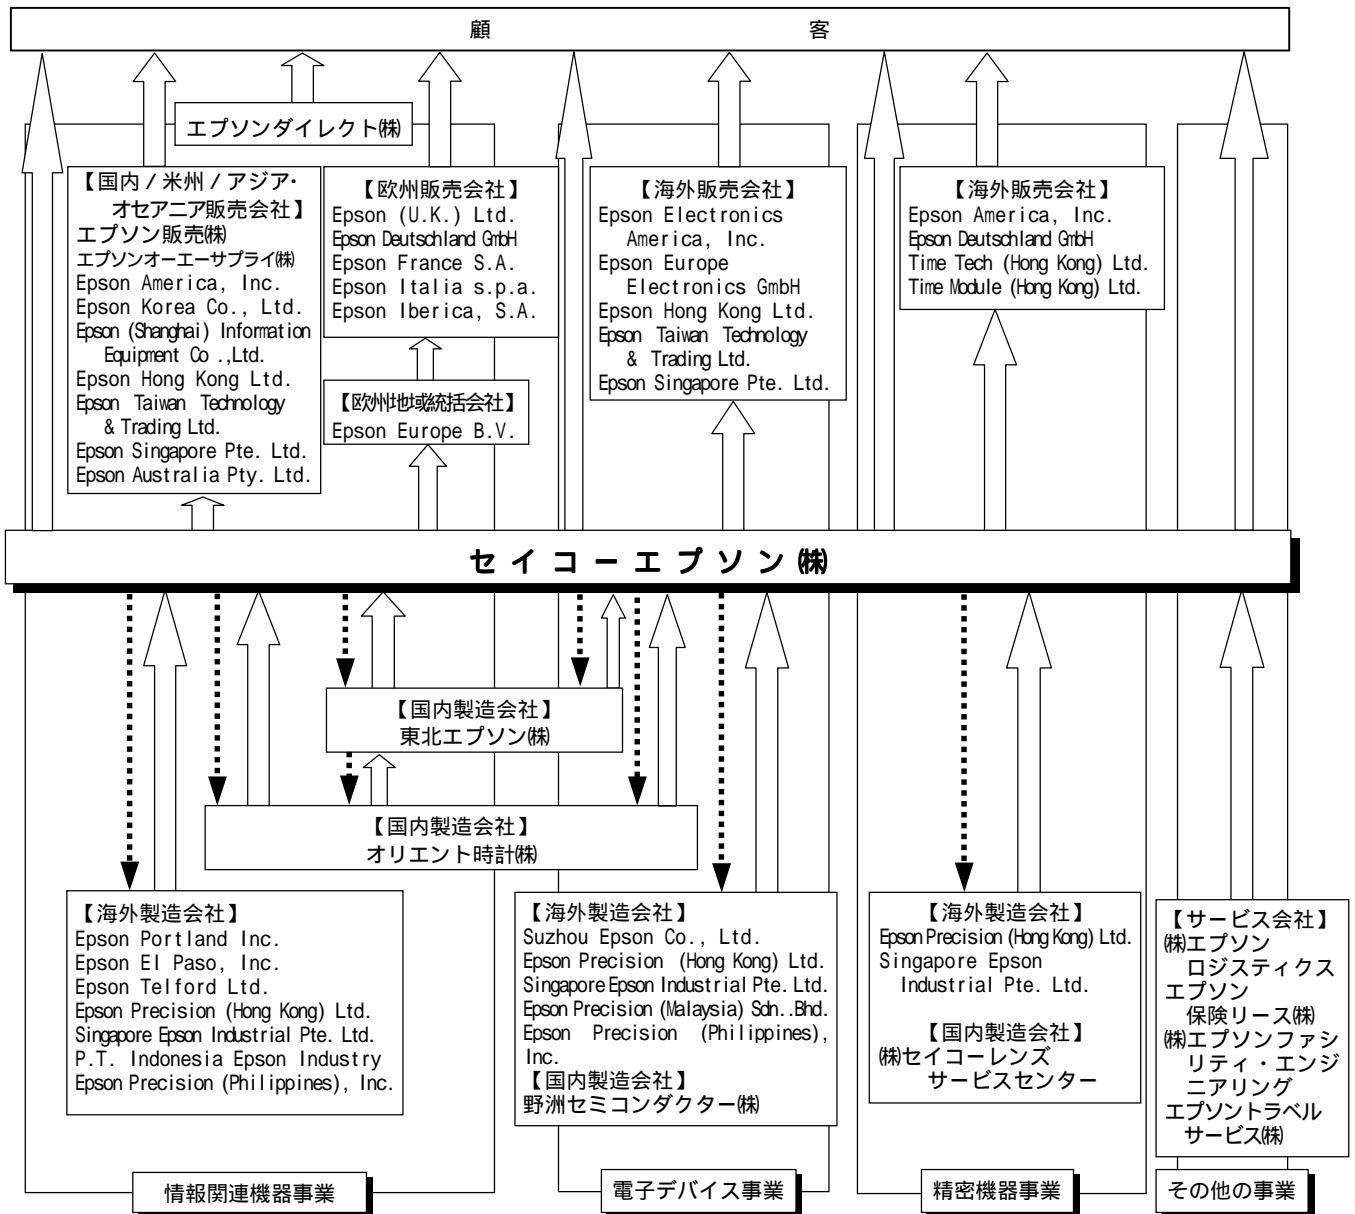 顧 客
エプソンダイレクト㈱
【国内/米州/アジア・
オセアニア販売会社】
エプソン販売㈱
エプソンオーエーサプライ㈱
Epson America, Inc.
Epson Korea Co., Ltd.
Epson (Shanghai) Information
Equipment Co .,Ltd.
Epson Hong Kong Ltd.
Epson Taiwan Technology
& Trading Ltd.
Epson Singapore Pte. Ltd.
Epson Australia Pty. Ltd.
【欧州販売会社】
Epson (U.K.) Ltd.
Epson Deutschland GmbH
Epson France S.A.
Epson Italia s.p.a.
Epson Iberica, S.A.
【欧州地域統括会社】
Epson Europe B.V.
【海外販売会社】
Epson Electronics
America, Inc.
Epson Europe
Electronics GmbH
Epson Hong Kong Ltd.
Epson Taiwan Technology
& Trading Ltd.
Epson Singapore Pte. Ltd.
【海外販売会社】
Epson America, Inc.
Epson Deutschland GmbH
Time Tech (Hong Kong) Ltd.
Time Module (Hong Kong) Ltd.
セイコーエプソン㈱
【国内製造会社】
東北エプソン㈱
【国内製造会社】
オリエント時計㈱
【海外製造会社】
Epson Portland Inc.
Epson El Paso, Inc.
Epson Telford Ltd.
Epson Precision (Hong Kong) Ltd.
Singapore Epson Industrial Pte. Ltd.
P.T. Indonesia Epson Industry
Epson Precision (Philippines), Inc.
【海外製造会社】
Suzhou Epson Co., Ltd.
Epson Precision (Hong Kong) Ltd.
Singapore Epson Industrial Pte. Ltd.
Epson Precision (Malaysia) Sdn..Bhd.
Epson Precision (Philippines),
Inc.
【国内製造会社】
野洲セミコンダクター㈱
【海外製造会社】
Epson Precision (Hong Kong) Ltd.
Singapore Epson
Industrial Pte. Ltd.
【国内製造会社】
㈱セイコーレンズ
サービスセンター
【サービス会社】
㈱エプソン
ロジスティクス
エプソン
保険リース㈱
㈱エプソンファシ
リティ・エンジ
ニアリング
エプソントラベル
サービス㈱
情報関連機器事業
電子デバイス事業
精密機器事業
その他の事業